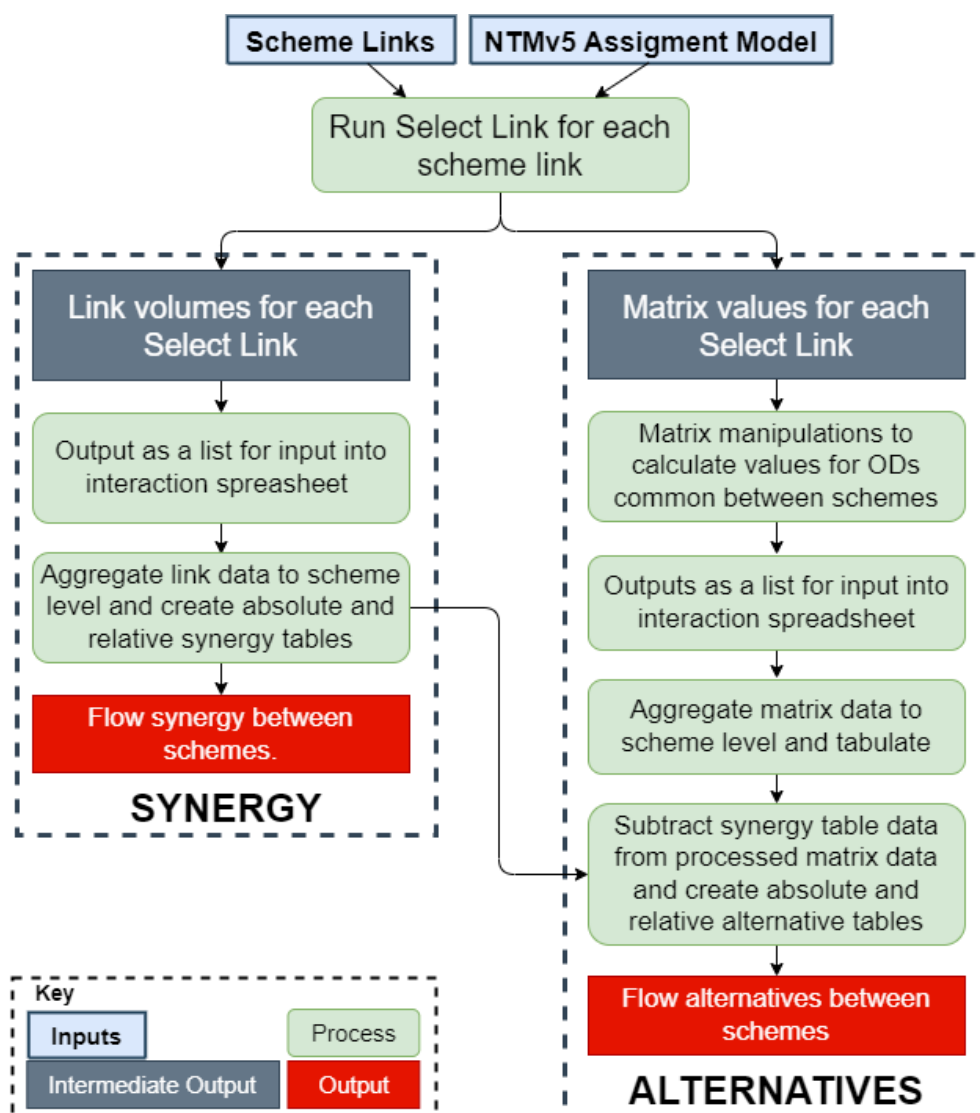 Scheme Links
NTMv5 Assigment Model
Run Select Link for each
scheme link
Link volumes for each
Select Link
Output as a list for input into
interaction spreasheet
Aggregate link data to scheme
level and create absolute and
relative synergy tables
Flow synergy between
schemes.
SYNERGY
Matrix values for each
Select Link
Matrix manipulations to
calculate values for ODs
common between schemes
Outputs as a list for input into
interaction spreadsheet
Aggregate matrix data to
scheme level and tabulate
Subtract synergy table data
from processed matrix data
and create absolute and
relative alternative tables
Flow alternatives between
schemes
ALTERNATIVES
Key
Inputs
Process
Intermediate Output
Output